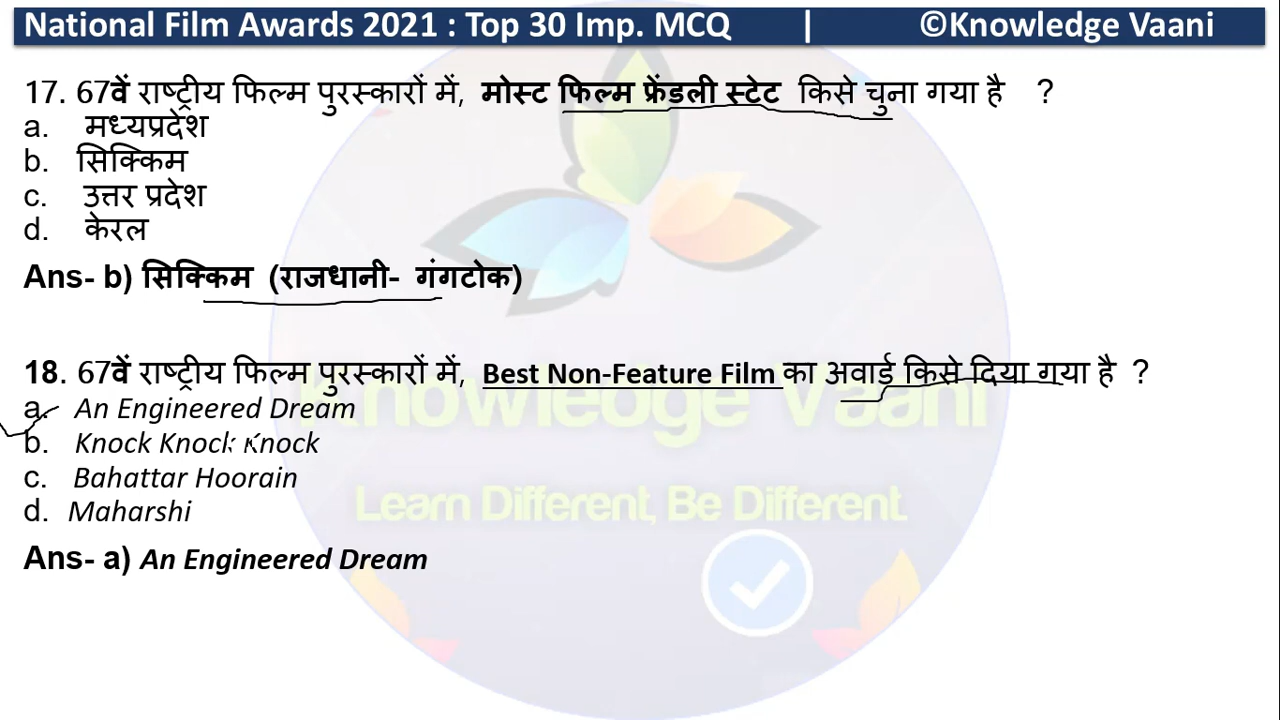 National Film Awards 2021 : Top 30 Imp. MCQ | ©Knowledge Vaani
17. 67वें राष्ट्रीय फिल्म पुरस्कारों में, मोस्ट फिल्म फ्रेंडली स्टेट किसे चुना गया है ?
a. मध्यप्रदेश
b. सिक्किम
c. उत्तर प्रदेश
d. केरल
Ans- b) सिक्किम (राजधानी- गंगटोक)
18. 67वें राष्ट्रीय फिल्म पुरस्कारों में, Best Non-Feature Film का अवार्ड किसे दिया गया है ?
a. An Engineered Dream
b. Knock Knock Knock
Knowledge Vaani
c. Bahattar Hoorain
d. Maharshi
Learn Different, Be Different
Ans- a) An Engineered Dream